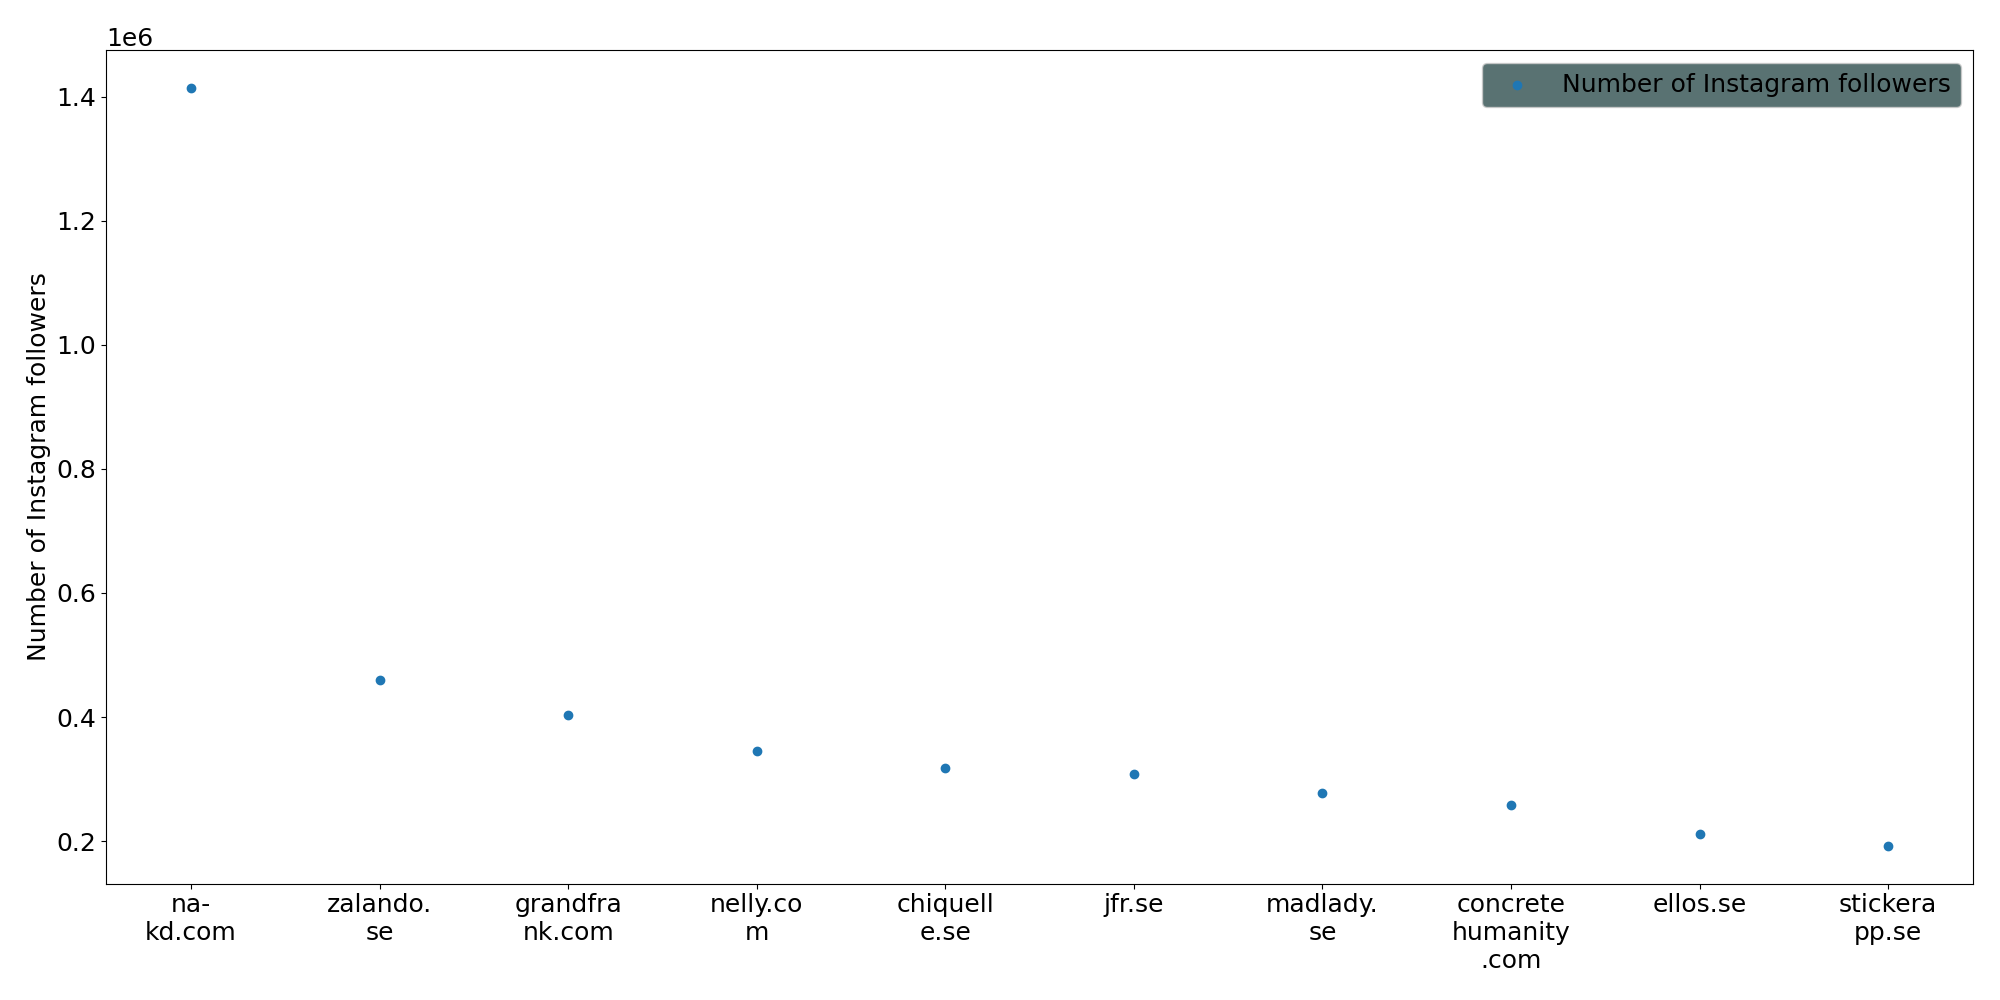 1e6
Number of Instagram followers
1.4
1.2
1.0
0.8
0.6
0.4
0.2
Number of Instagram followers
na-
kd.com
zalando.
se
grandfra
nk.com
nelly.co
m
chiquell
e.se
jfr.se
madlady.
se
concrete
humanity
.com
ellos.se
stickera
pp.se